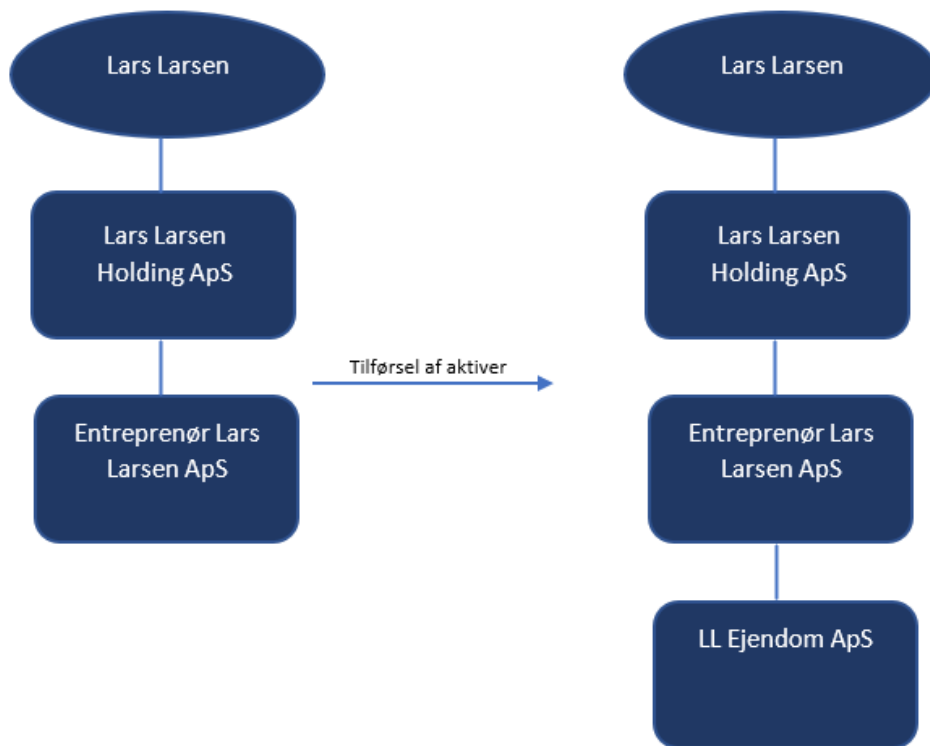 Lars Larsen
Lars Larsen
Holding ApS
Entreprenør Lars
Larsen ApS
Tilførsel af aktiver
Lars Larsen
Lars Larsen
Holding ApS
Entreprenør Lars
Larsen ApS
LL Ejendom ApS